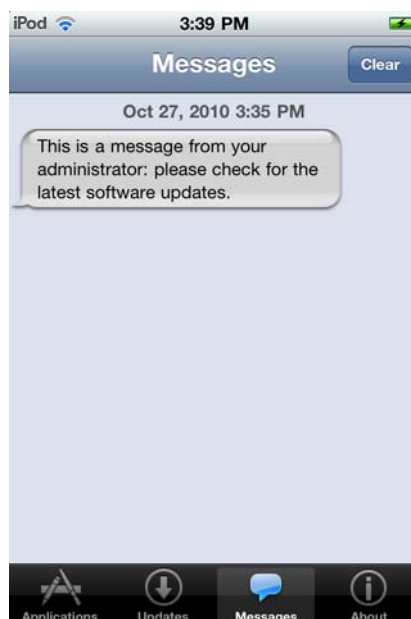 iPod 3:39 PM
Messages Clear
Oct 27, 2010 3:35 PM
This is a message from your
administrator: please check for the
latest software updates.
Applications Updates Messages About